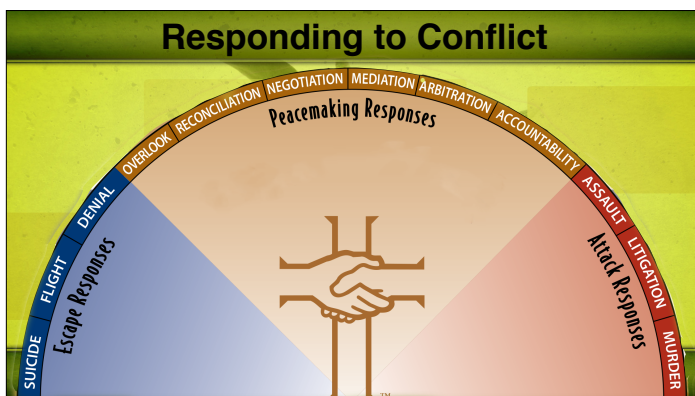 Responding to Conflict
SUICIDE
FLIGHT
DENIAL
OVERLOOK
RECONCILIATION
NEGOTIATION
MEDIATION
ARBITRATION
ACCOUNTABILITY
ASSAULT
LITIGATION
MURDER
Escape Responses
Peacemaking Responses
Attack Responses
TM